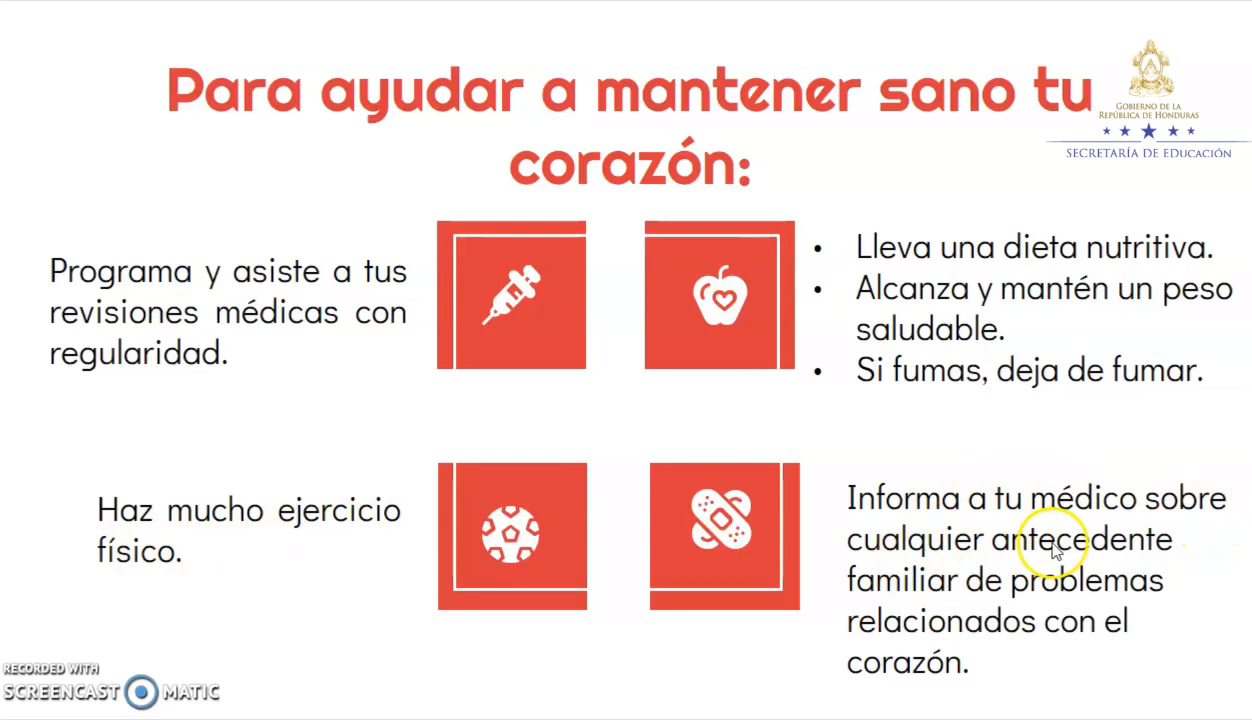 Para ayudar a mantener sano tu
corazón:
GOBIERNO DE LA
REPÚBLICA DE HONDURAS
SECRETARÍA DE EDUCACIÓN
Programa y asiste a tus
revisiones médicas con
regularidad.
• Lleva una dieta nutritiva.
• Alcanza y mantén un peso
saludable.
• Si fumas, deja de fumar.
Haz mucho ejercicio
físico.
Informa a tu médico sobre
cualquier antecedente
familiar de problemas
relacionados con el
corazón.
RECORDED WITH
SCREENCAST MATIC